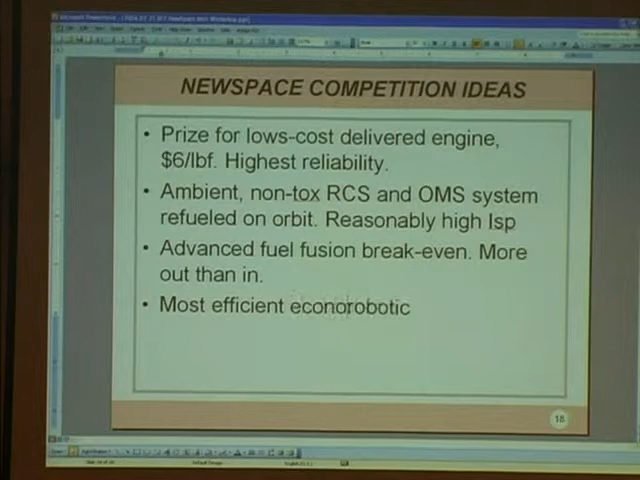 NEWSPACE COMPETITION IDEAS
• Prize for lows-cost delivered engine,
$6/lbf. Highest reliability.
• Ambient, non-tox RCS and OMS system
refueled on orbit. Reasonably high Isp
• Advanced fuel fusion break-even. More
out than in.
• Most efficient econorobotic
18